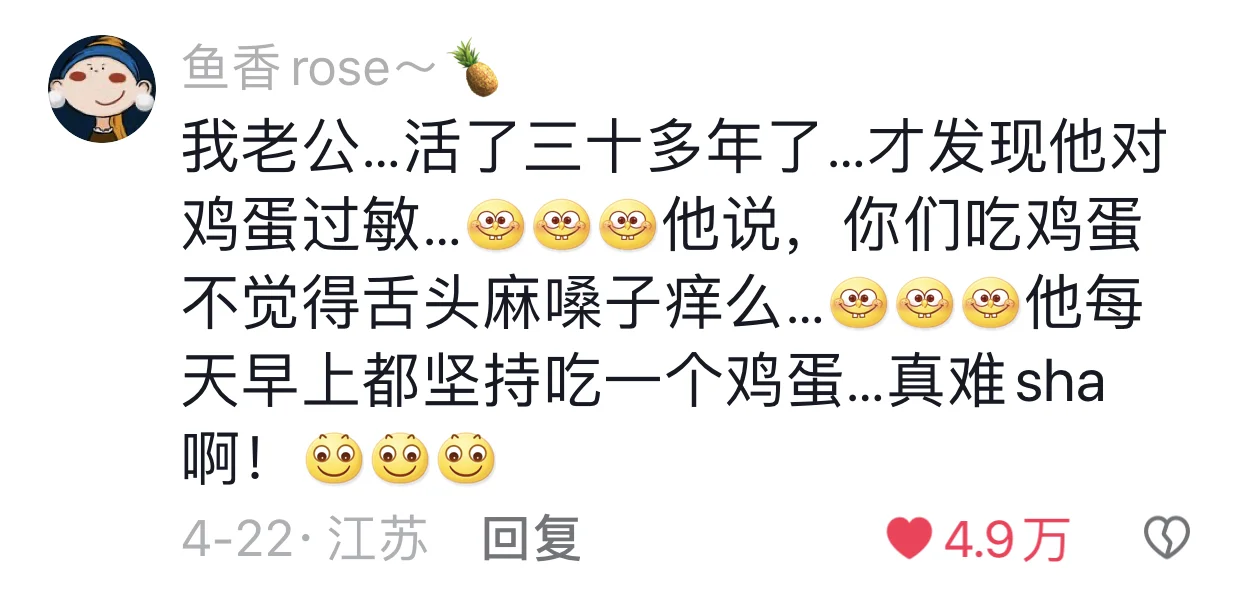 鱼香rose～🍍
我老公...活了三十多年了...才发现他对
鸡蛋过敏...他说，你们吃鸡蛋
不觉得舌头麻嗓子痒么...他每
天早上都坚持吃一个鸡蛋...真难sha
啊！
4-22·江苏 回复 4.9万